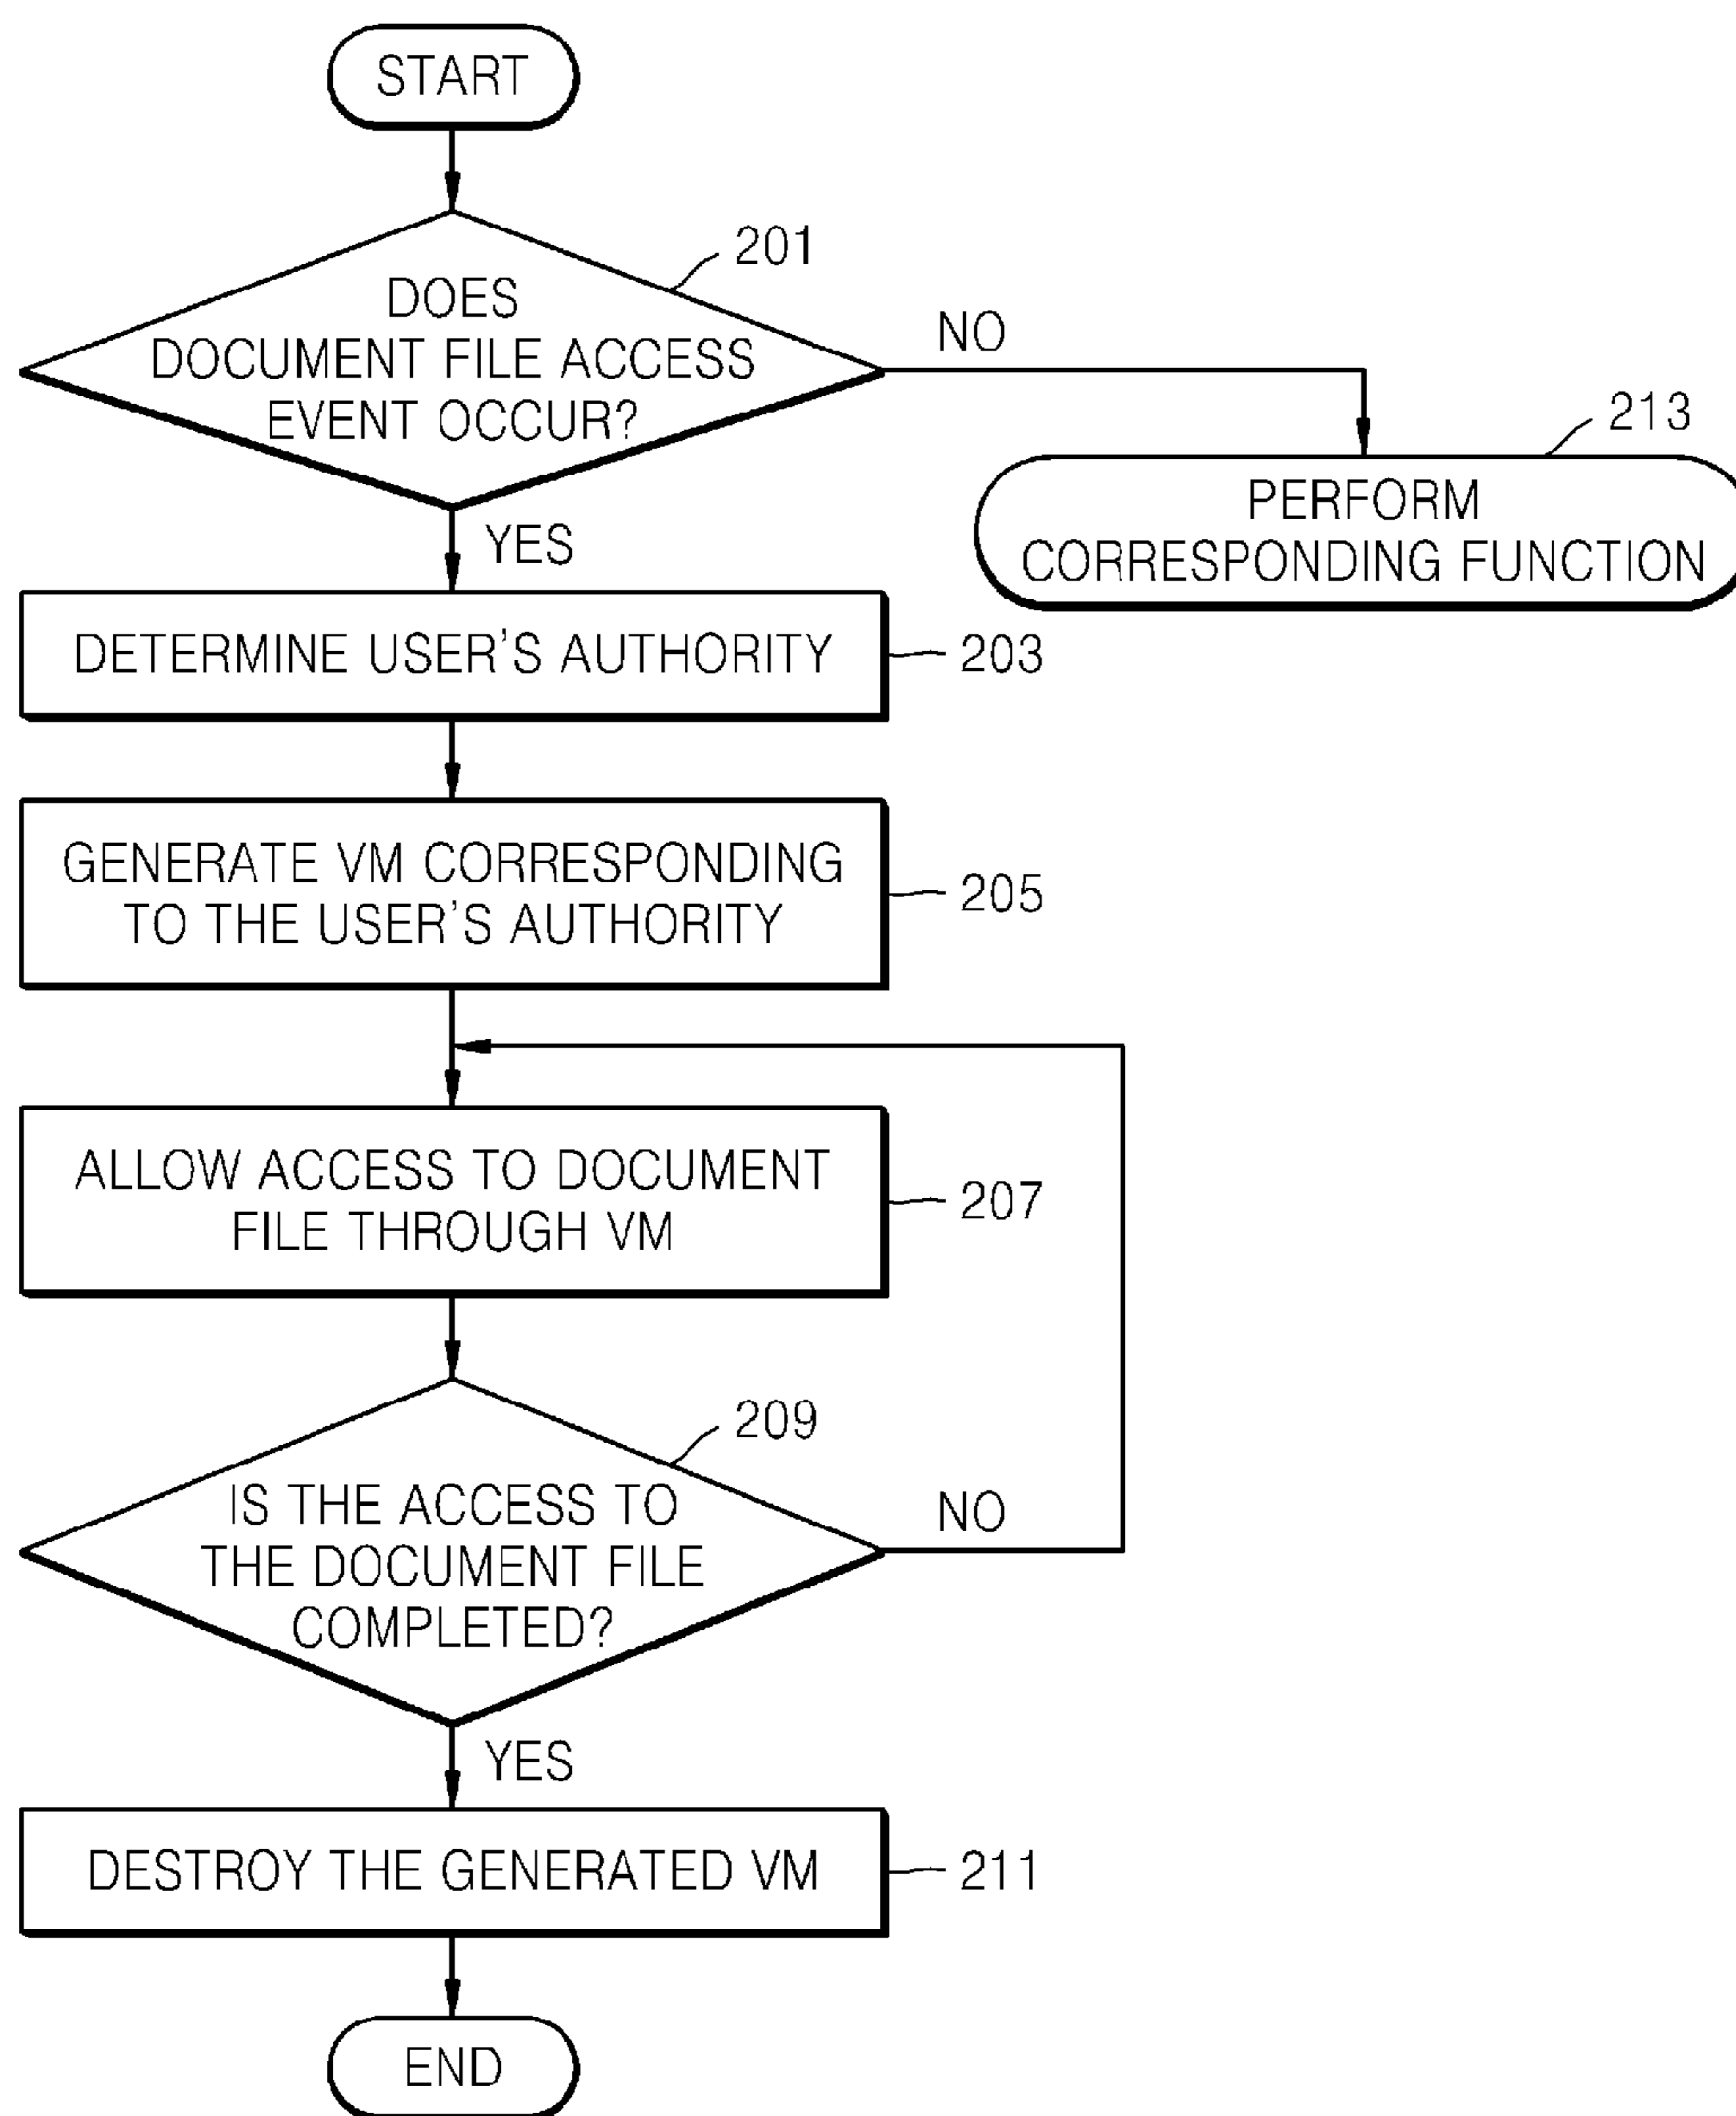 START
201
DOES
DOCUMENT FILE ACCESS
EVENT OCCUR?
NO
213
PERFORM
CORRESPONDING FUNCTION
YES
DETERMINE USER'S AUTHORITY
203
GENERATE VM CORRESPONDING
TO THE USER'S AUTHORITY
205
ALLOW ACCESS TO DOCUMENT
FILE THROUGH VM
207
209
IS THE ACCESS TO
THE DOCUMENT FILE
COMPLETED?
NO
YES
DESTROY THE GENERATED VM
211
END